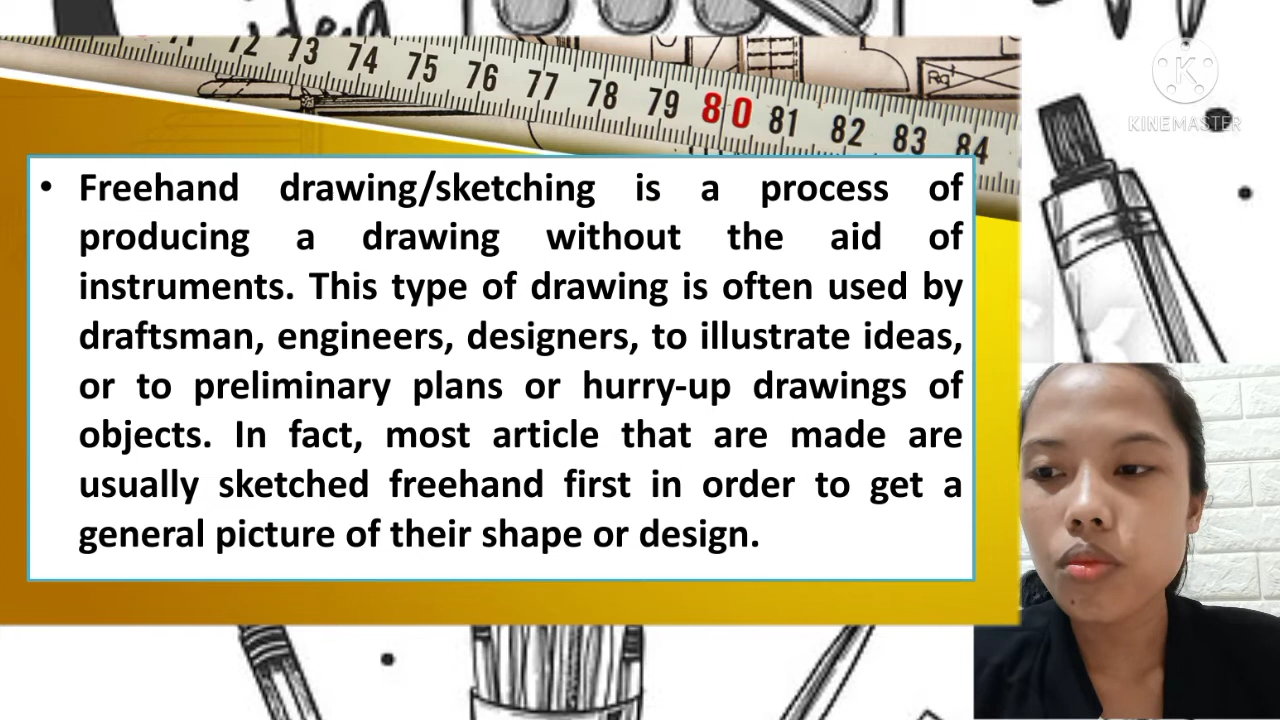 idea
72 73 74 75 76 77 78 79 80 81 82 83 84
K
KINEMASTER
• Freehand drawing/sketching is a process of
producing a drawing without the aid of
instruments. This type of drawing is often used by
draftsman, engineers, designers, to illustrate ideas,
or to preliminary plans or hurry-up drawings of
objects. In fact, most article that are made are
usually sketched freehand first in order to get a
general picture of their shape or design.